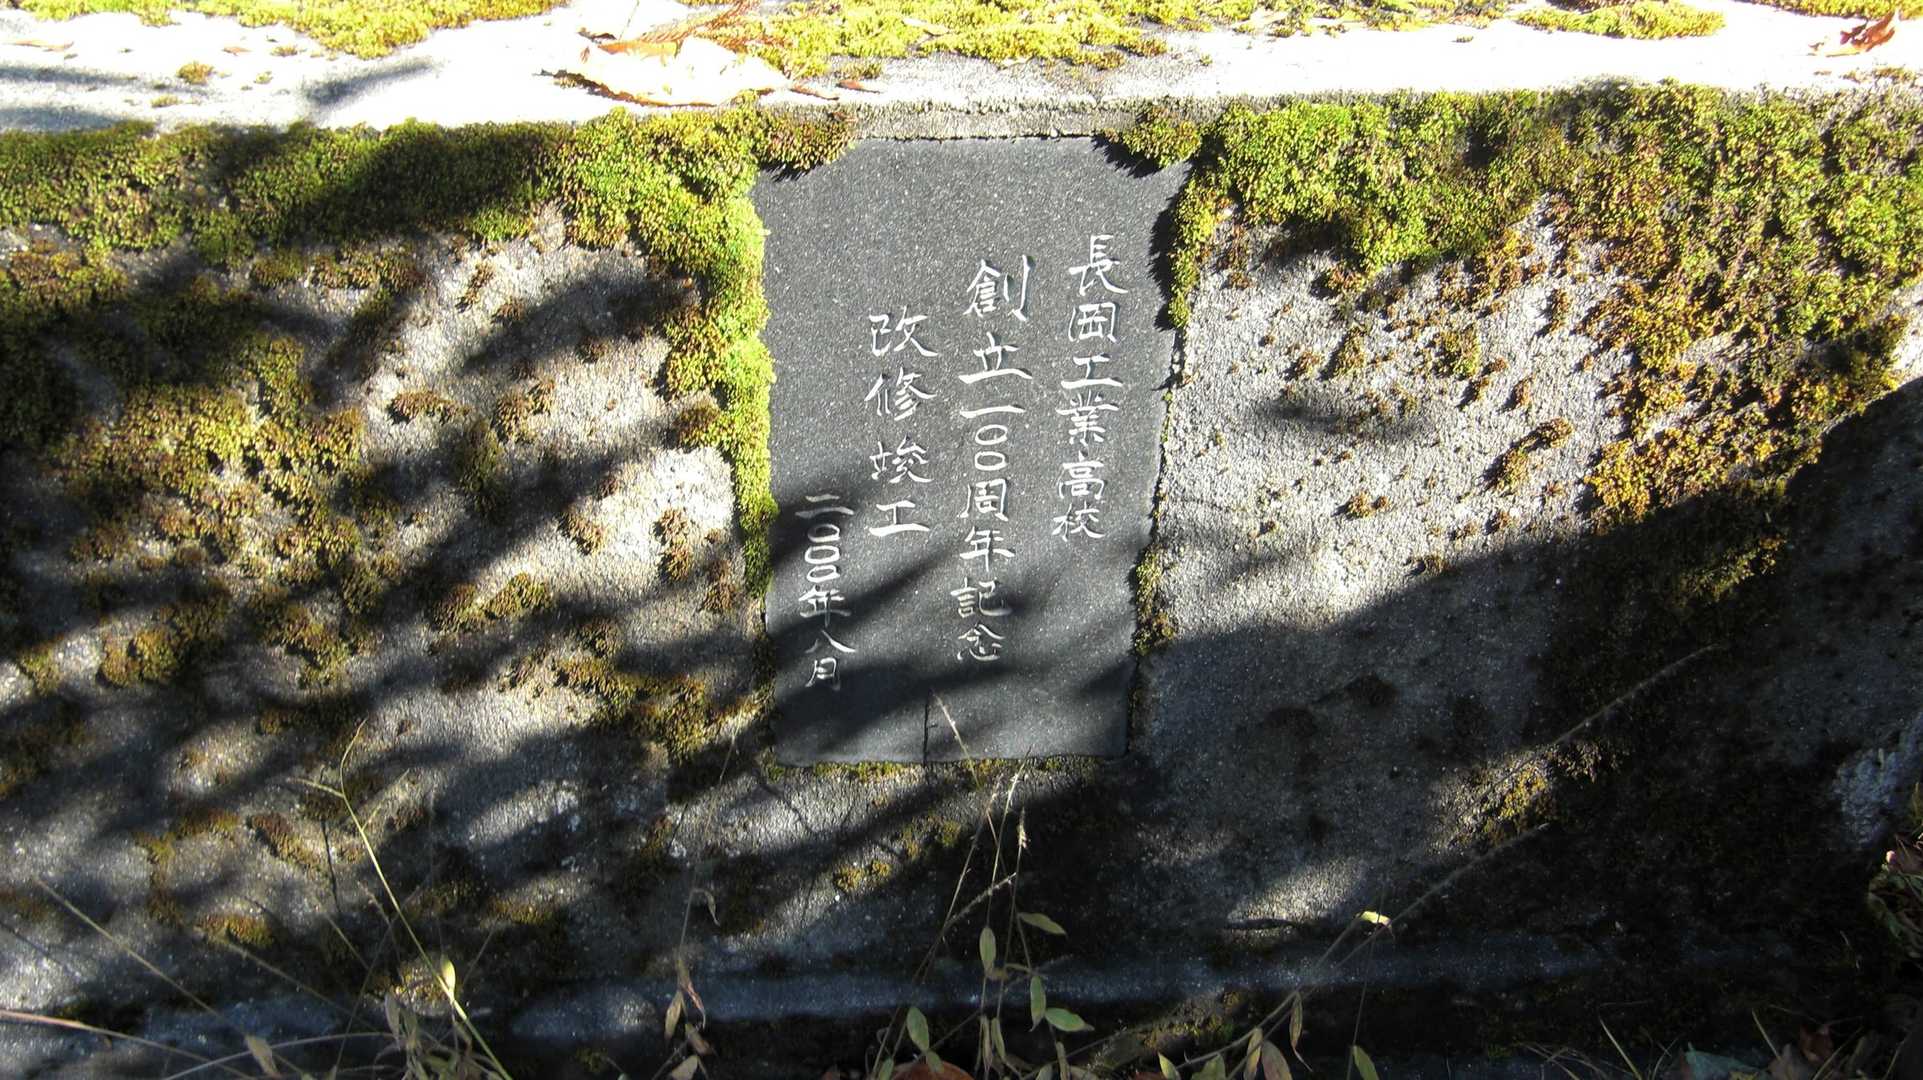 長岡工業高校
創立一〇〇周年記念
改修竣工
二〇〇〇年八月